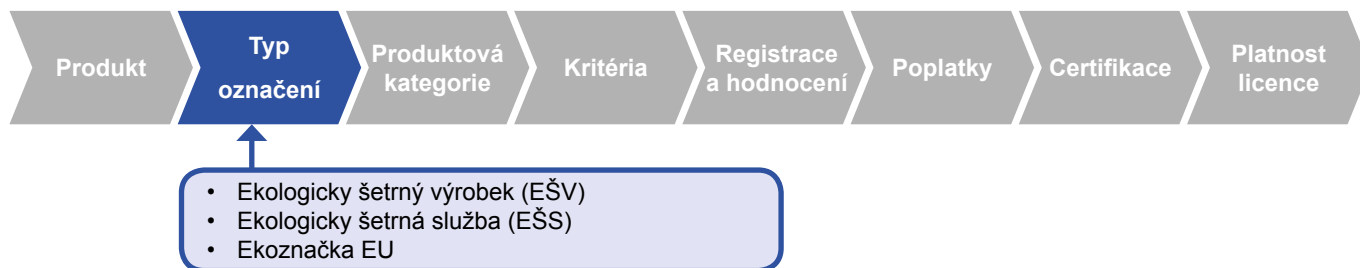 Produkt
Typ
označení
Produktová
kategorie
Kritéria
Registrace
a hodnocení
Poplatky
Certifikace
Platnost
licence
• Ekologicky šetrný výrobek (EŠV)
• Ekologicky šetrná služba (EŠS)
• Ekoznačka EU